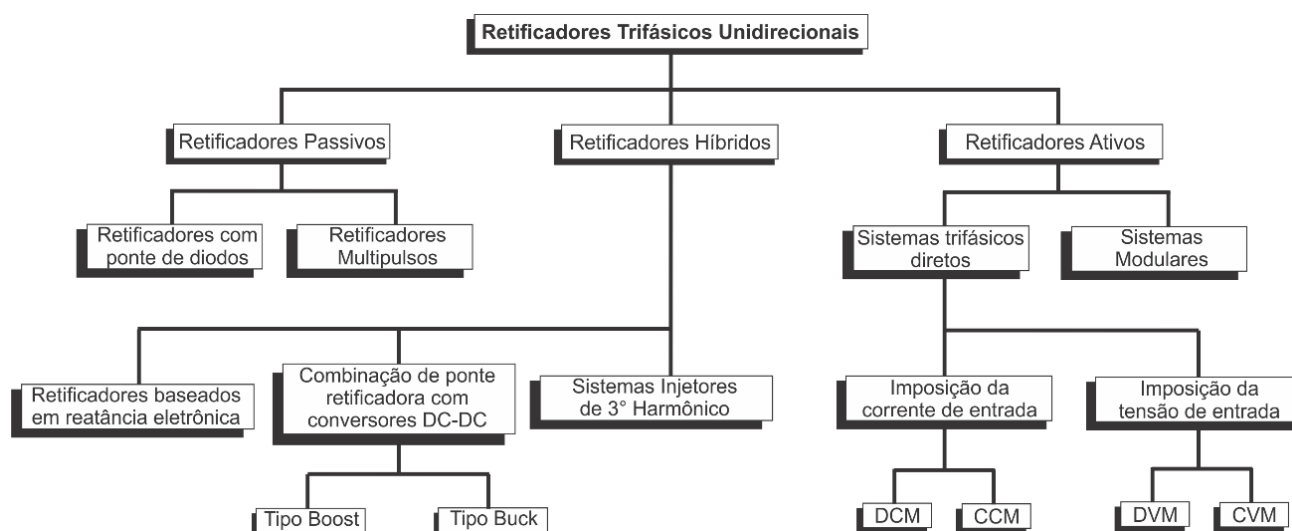 Retificadores Trifásicos Unidirecionais
Retificadores Passivos
Retificadores Híbridos
Retificadores Ativos
Retificadores com
ponte de diodos
Retificadores
Multipulsos
Sistemas trifásicos
diretos
Sistemas
Modulares
Retificadores baseados
em reatância eletrônica
Combinação de ponte
retificadora com
conversores DC-DC
Sistemas Injetores
de 3° Harmônico
Imposição da
corrente de entrada
Imposição da
tensão de entrada
Tipo Boost
Tipo Buck
DCM
CCM
DVM
CVM